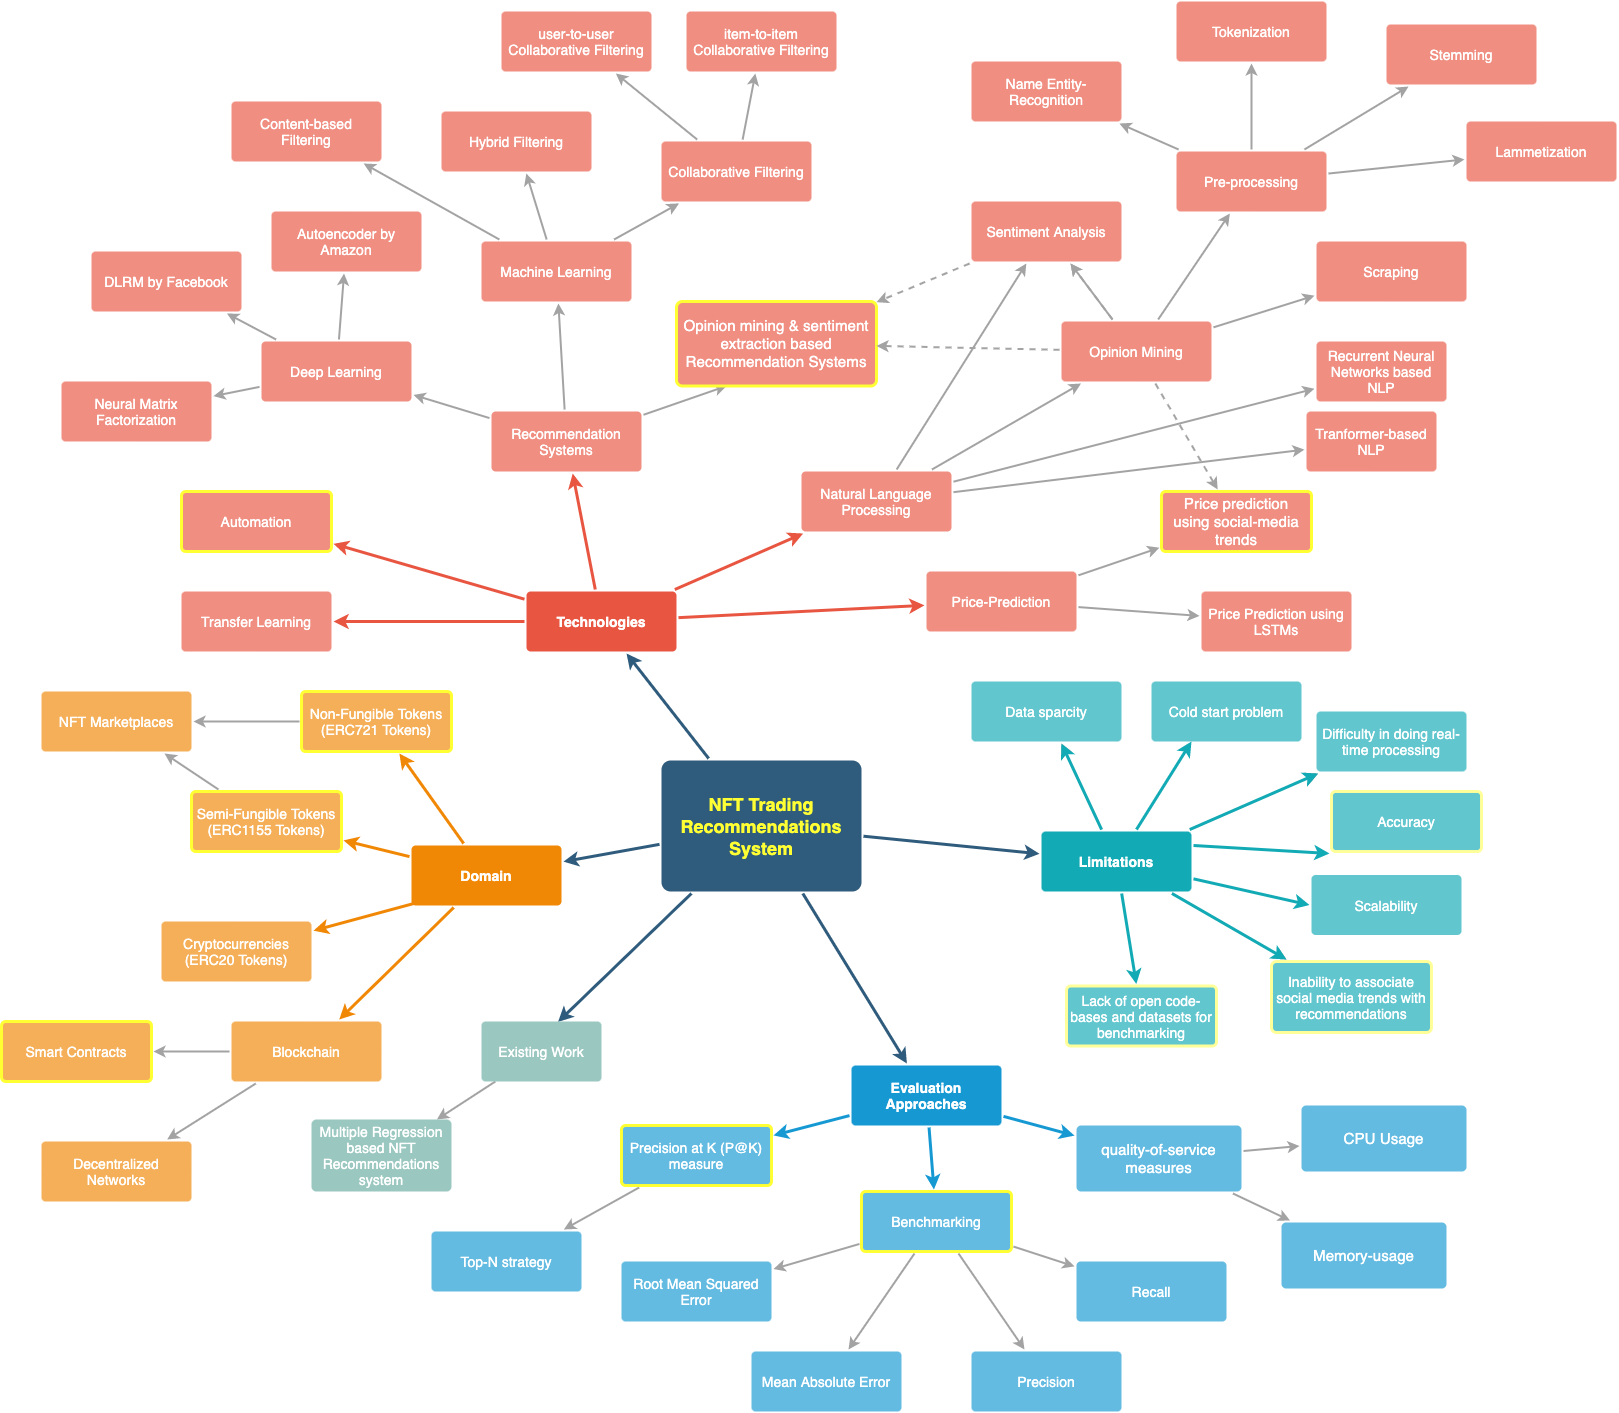 user-to-user
Collaborative Filtering
item-to-item
Collaborative Filtering
Tokenization
Stemming
Name Entity-
Recognition
Content-based
Filtering
Hybrid Filtering
Collaborative Filtering
Pre-processing
Lammetization
Autoencoder by
Amazon
Sentiment Analysis
DLRM by Facebook
Machine Learning
Scraping
Opinion mining & sentiment
extraction based
Recommendation Systems
Opinion Mining
Deep Learning
Recurrent Neural
Networks based
NLP
Neural Matrix
Factorization
Recommendation
Systems
Tranformer-based
NLP
Natural Language
Processing
Automation
Price prediction
using social-media
trends
Transfer Learning
Technologies
Price-Prediction
Price Prediction using
LSTMs
NFT Marketplaces
Non-Fungible Tokens
(ERC721 Tokens)
Data sparcity
Cold start problem
Difficulty in doing real-
time processing
Semi-Fungible Tokens
(ERC1155 Tokens)
NFT Trading
Recommendations
System
Accuracy
Domain
Limitations
Scalability
Cryptocurrencies
(ERC20 Tokens)
Inability to associate
social media trends with
recommendations
Lack of open code-
bases and datasets for
benchmarking
Smart Contracts
Blockchain
Existing Work
Evaluation
Approaches
Decentralized
Networks
Multiple Regression
based NFT
Recommendations
system
Precision at K (P@K)
measure
quality-of-service
measures
CPU Usage
Benchmarking
Memory-usage
Top-N strategy
Root Mean Squared
Error
Recall
Mean Absolute Error
Precision